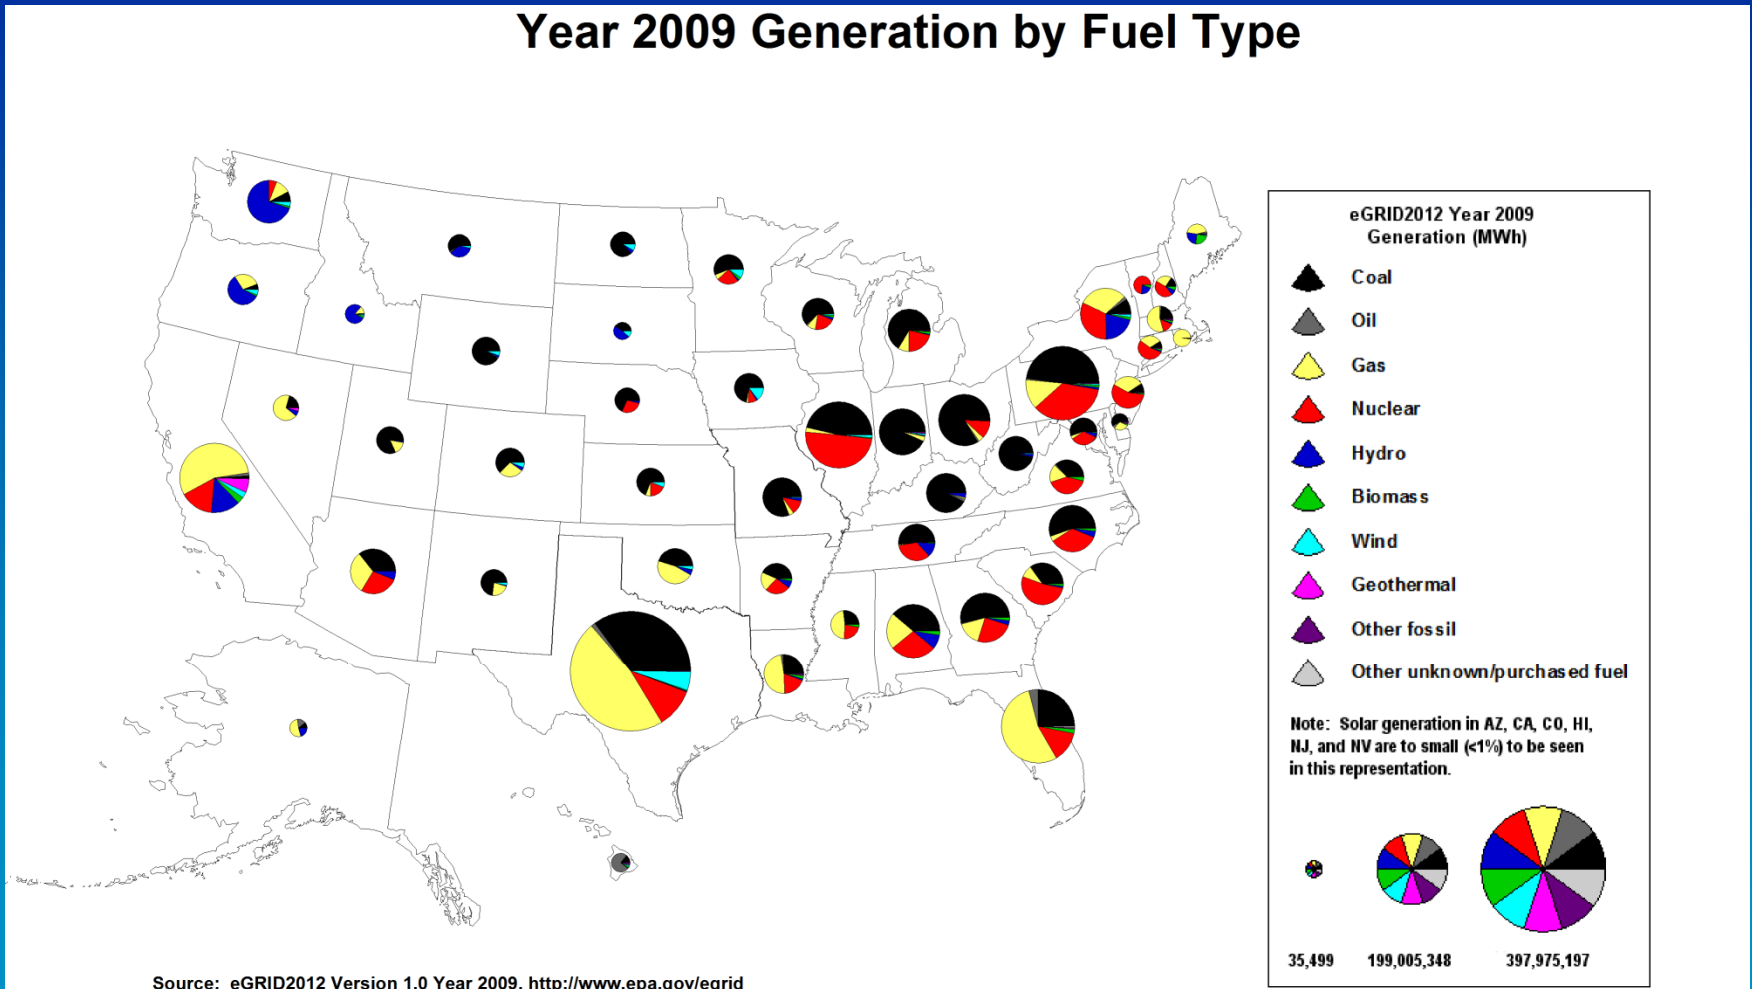 Year 2009 Generation by Fuel Type
eGRID2012 Year 2009
Generation (MWh)
Coal
Oil
Gas
Nuclear
Hydro
Biomass
Wind
Geothermal
Other fossil
Other unknown/purchased fuel
Note: Solar generation in AZ, CA, CO, HI,
NJ, and NV are to small (<1%) to be seen
in this representation.
35,499 199,005,348 397,975,197
Source: eGRID2012 Version 1.0 Year 2009, http://www.epa.gov/egrid